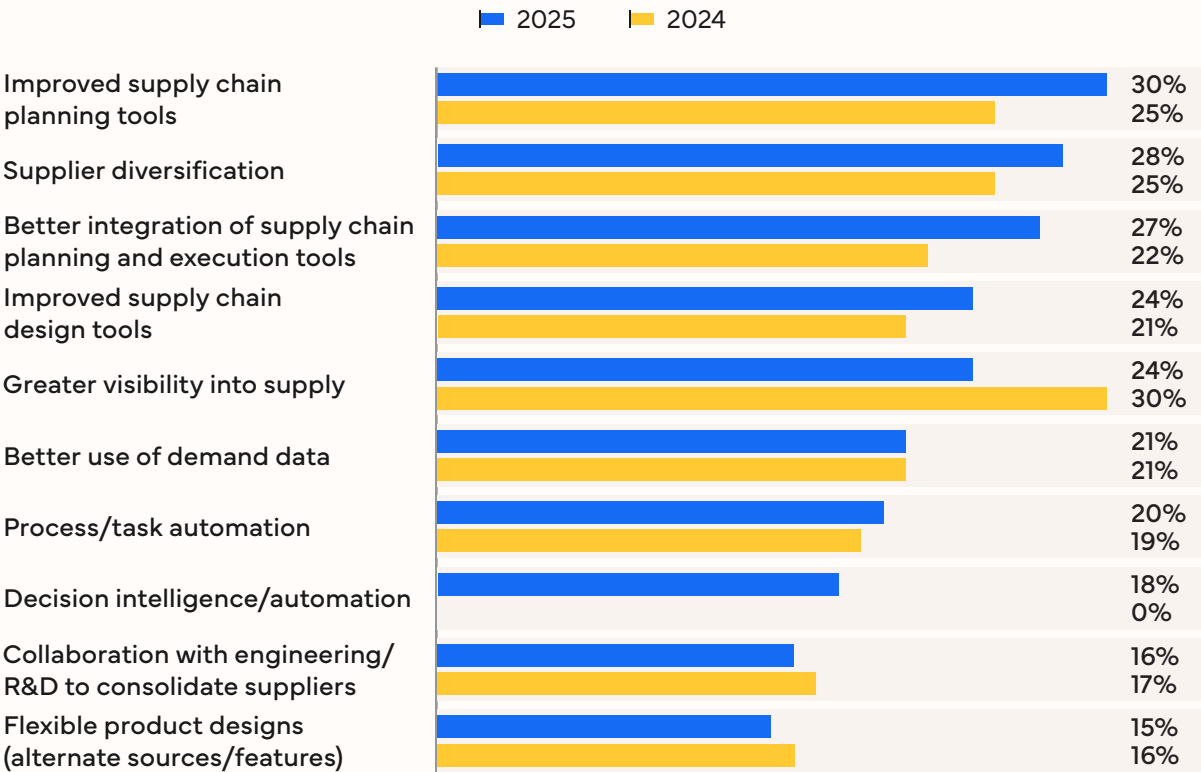 2025 2024
Improved supply chain
planning tools
30%
25%
Supplier diversification
28%
25%
Better integration of supply chain
planning and execution tools
27%
22%
Improved supply chain
design tools
24%
21%
Greater visibility into supply
24%
30%
Better use of demand data
21%
21%
Process/task automation
20%
19%
Decision intelligence/automation
18%
0%
Collaboration with engineering/
R&D to consolidate suppliers
16%
17%
Flexible product designs
(alternate sources/features)
15%
16%